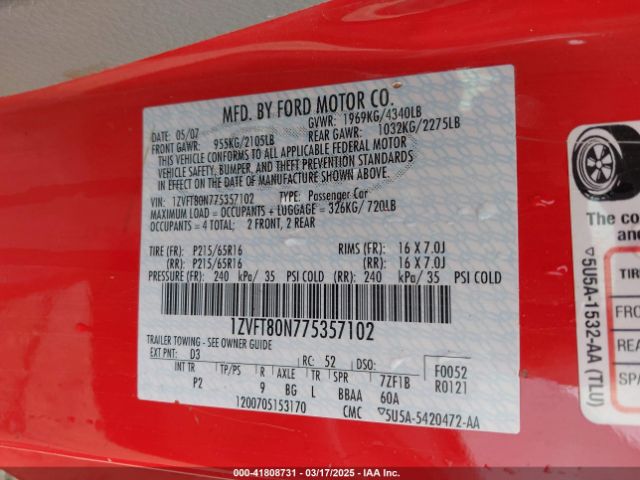 MFD. BY FORD MOTOR CO.
DATE: 05/07
GVWR: 1969KG/4340LB
FRONT GAWR: 955KG/2105LB
REAR GAWR: 1032KG/2275LB
THIS VEHICLE CONFORMS TO ALL APPLICABLE FEDERAL MOTOR
VEHICLE SAFETY, BUMPER, AND THEFT PREVENTION STANDARDS
IN EFFECT ON THE DATE OF MANUFACTURE SHOWN ABOVE.
VIN: 1ZVFT80N775357102 TYPE: Passenger Car
MAXIMUM LOAD = OCCUPANTS + LUGGAGE = 326KG/720LB
OCCUPANTS = 4 TOTAL; 2 FRONT, 2 REAR
TIRE (FR): P215/65R16 RIMS (FR): 16 X 7.0J
(RR): P215/65R16 (RR): 16 X 7.0J
PRESSURE (FR): 240 kPa/ 35 PSI COLD (RR): 240 kPa/ 35 PSI COLD
1ZVFT80N775357102
TRAILER TOWING - SEE OWNER GUIDE
EXT PNT: D3 RC: 52 DSO: F0052
INT TR TP/PS R AXLE TR SPR 7ZF1B R0121
P2 9 BG L BBAA 60A
1200705153170 CMC ▽5U5A-5420472-AA
The co
and
TIRE
FRO
REA
SPA
▽5U5A-1532-AA (TLU)
000-41808731 - 03/17/2025 - IAA, Inc.